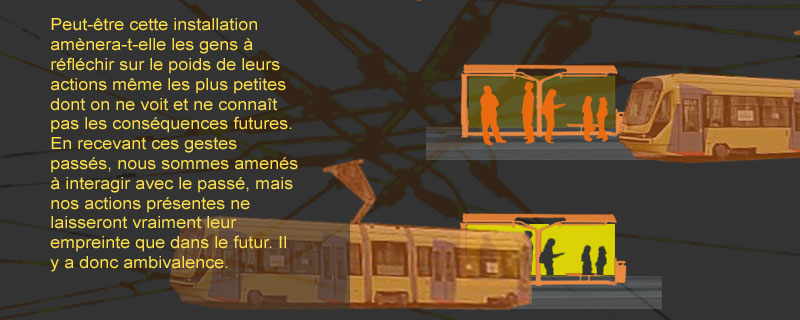 Peut-être cette installation
amènera-t-elle les gens à
réfléchir sur le poids de leurs
actions même les plus petites
dont on ne voit et ne connaît
pas les conséquences futures.
En recevant ces gestes
passés, nous sommes amenés
à interagir avec le passé, mais
nos actions présentes ne
laisseront vraiment leur
empreinte que dans le futur. Il
y a donc ambivalence.